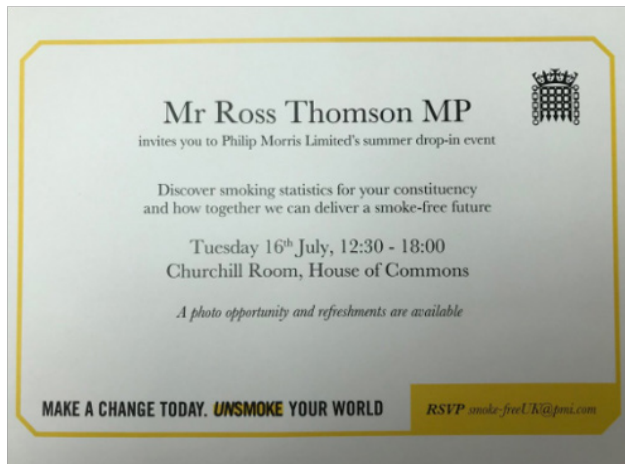 Mr Ross Thomson MP
invites you to Philip Morris Limited's summer drop-in event
Discover smoking statistics for your constituency
and how together we can deliver a smoke-free future
Tuesday 16th July, 12:30 - 18:00
Churchill Room, House of Commons
A photo opportunity and refreshments are available
MAKE A CHANGE TODAY. UNSMOKE YOUR WORLD
RSVP smoke-freeUK@pmi.com